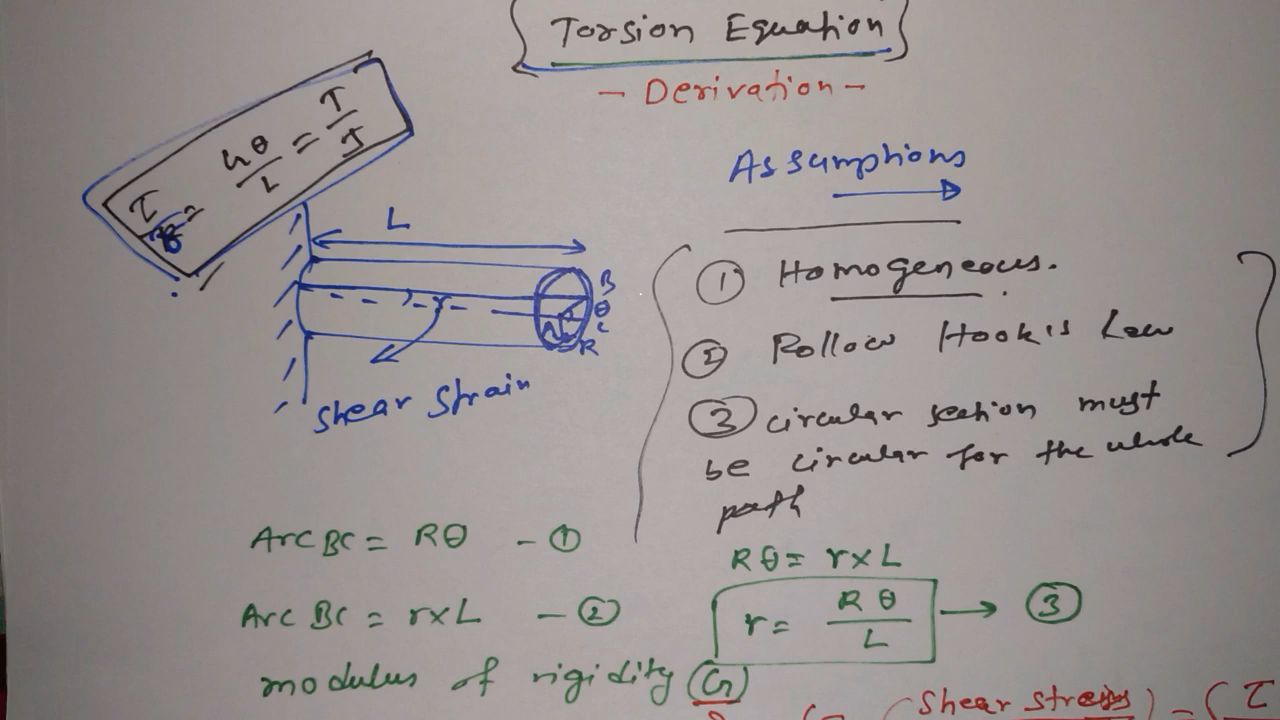 Torsion Equation
- Derivation -
τ/R = Gθ/L = T/J
Assumptions
L
B
θ
C
R
shear strain
① Homogeneous.
② Follow Hook's Law
③ circular section must
be circular for the whole
path
Arc BC = Rθ - ①
Arc BC = r×L - ②
Rθ = r×L
r = Rθ/L → ③
modulus of rigidity (G)
(shear stress) - (τ